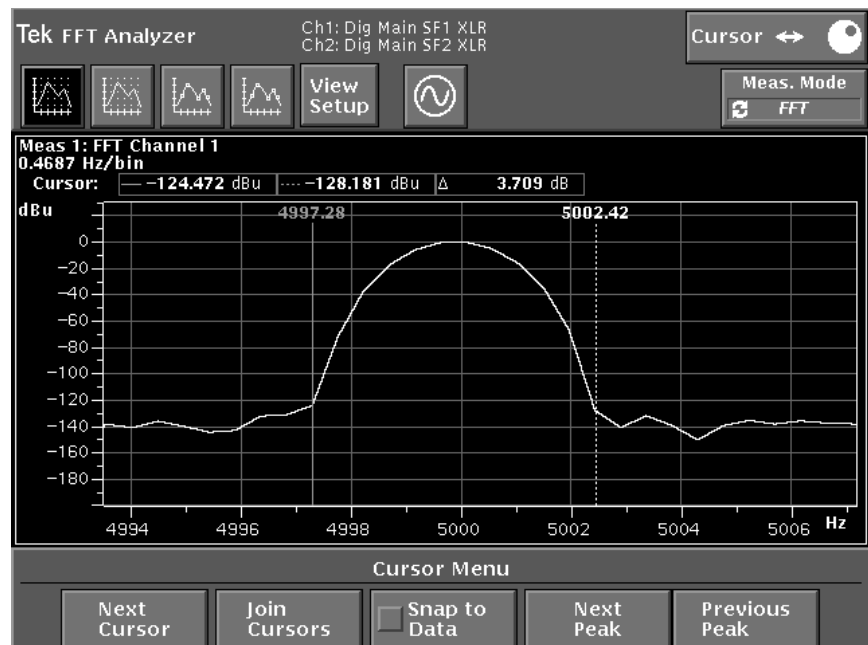 Tek FFT Analyzer
Ch1: Dig Main SF1 XLR
Ch2: Dig Main SF2 XLR
Cursor ↔
View
Setup
Meas. Mode
FFT
Meas 1: FFT Channel 1
0.4687 Hz/bin
Cursor: −124.472 dBu −128.181 dBu Δ 3.709 dB
dBu
4997.28 5002.42
0
−20
−40
−60
−80
−100
−120
−140
−160
−180
4994 4996 4998 5000 5002 5004 5006 Hz
Cursor Menu
Next
Cursor
Join
Cursors
Snap to
Data
Next
Peak
Previous
Peak